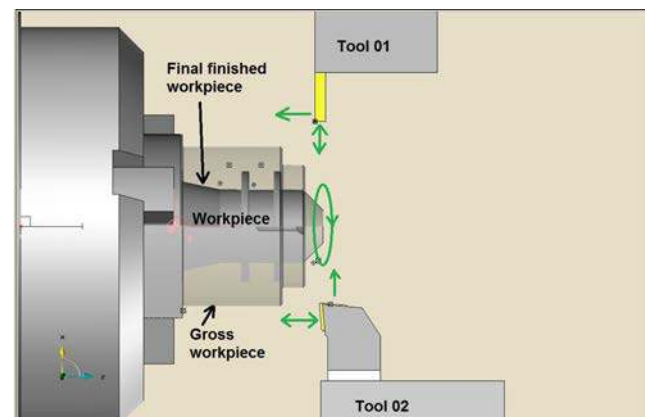 Tool 01
Final finished
workpiece
Workpiece
Gross
workpiece
x
z
Tool 02